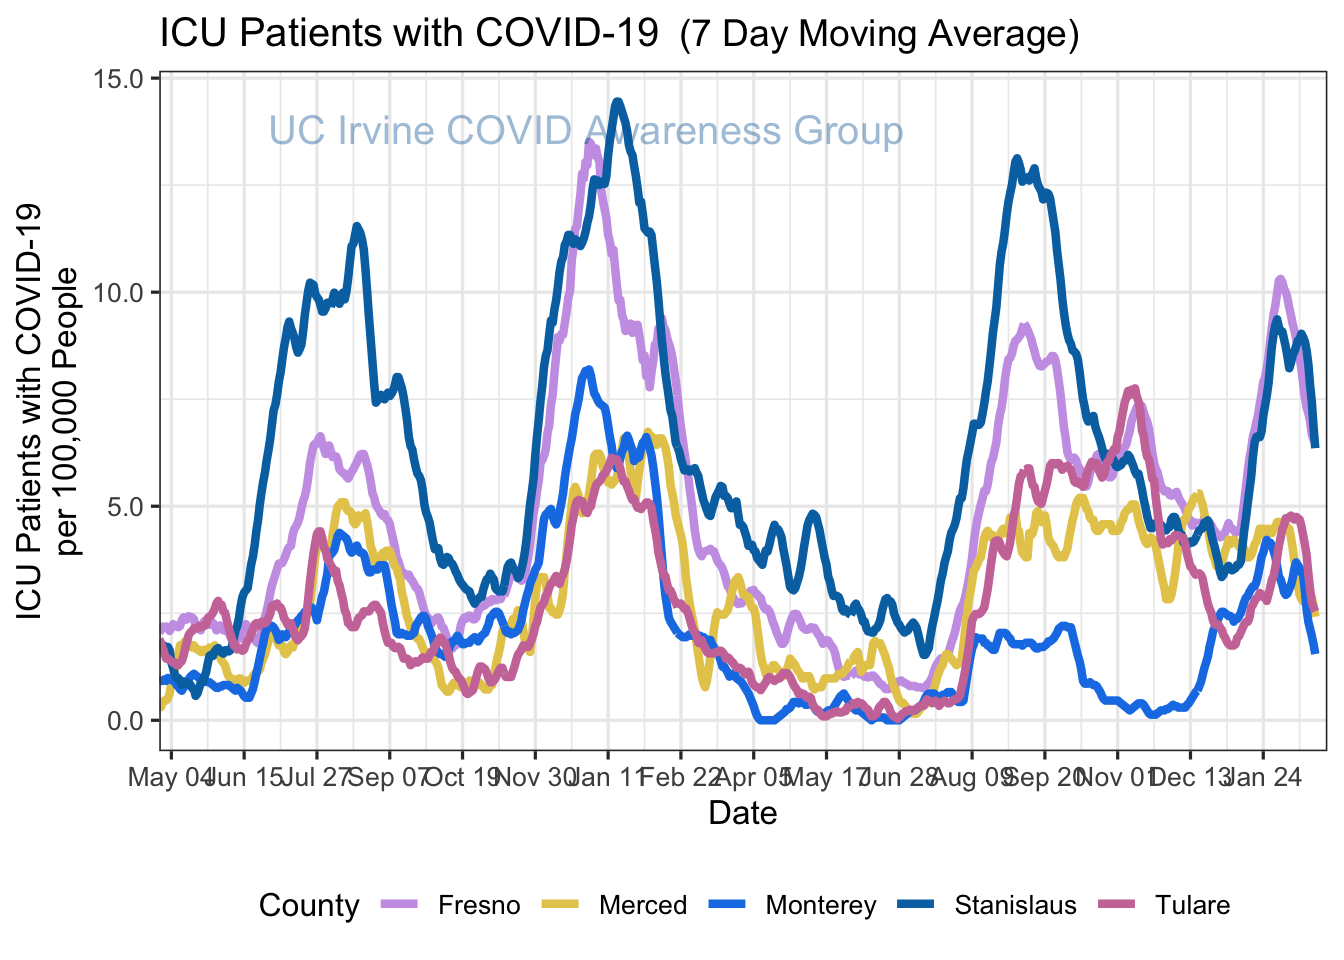 ICU Patients with COVID-19  (7 Day Moving Average)
UC Irvine COVID Awareness Group
ICU Patients with COVID-19
per 100,000 People
15.0
10.0
5.0
0.0
May 04 Jun 15 Jul 27 Sep 07 Oct 19 Nov 30 Jan 11 Feb 22 Apr 05 May 17 Jun 28 Aug 09 Sep 20 Nov 01 Dec 13 Jan 24
Date
County Fresno Merced Monterey Stanislaus Tulare